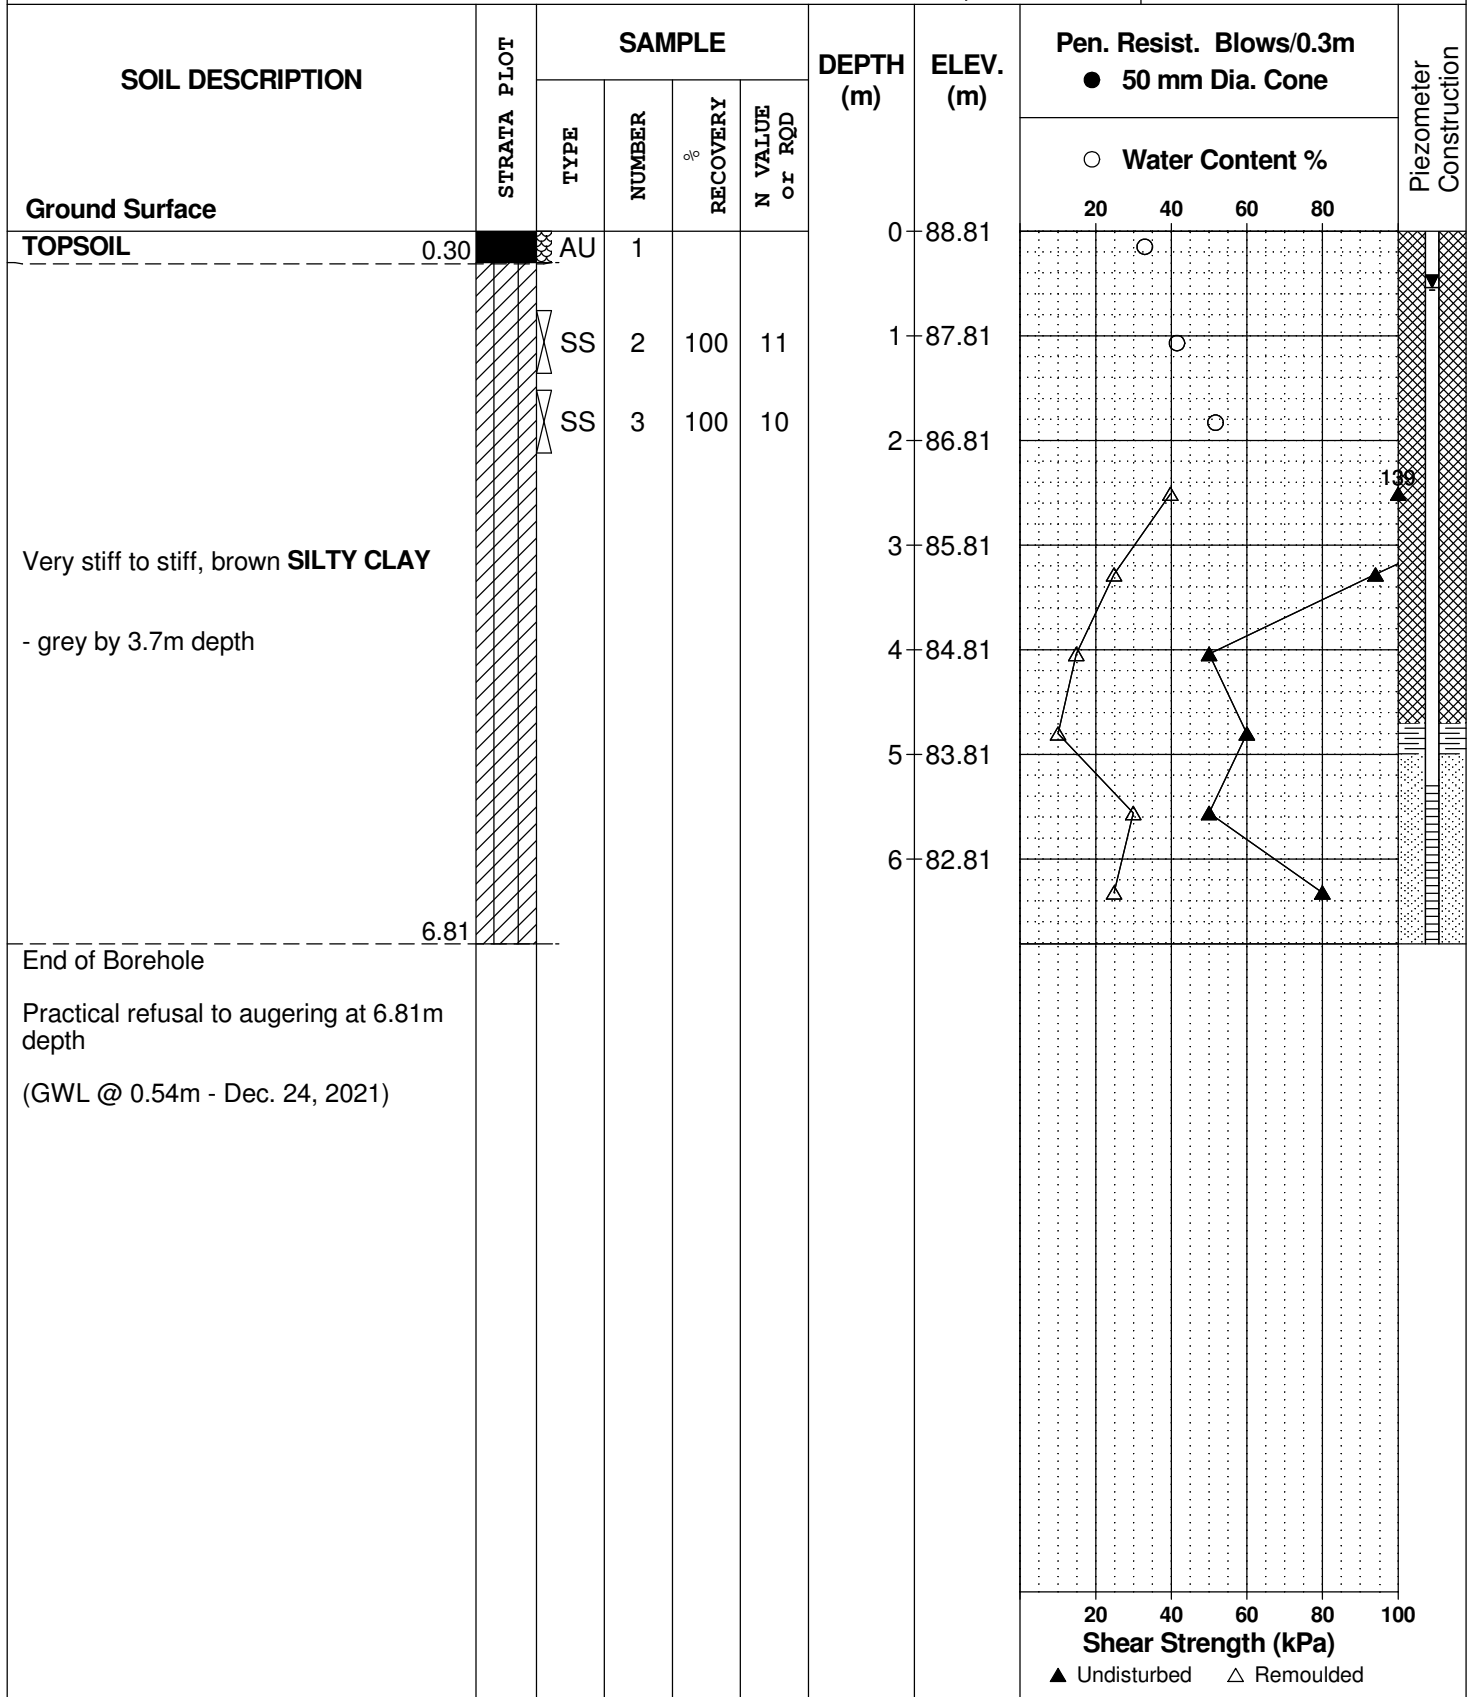 SOIL DESCRIPTION
STRATA PLOT
SAMPLE
TYPE
NUMBER
% RECOVERY
N VALUE or RQD
DEPTH (m)
ELEV. (m)
Pen. Resist. Blows/0.3m
● 50 mm Dia. Cone
○ Water Content %
Piezometer Construction
Ground Surface
20 40 60 80
TOPSOIL 0.30
AU 1
0 88.81
SS 2 100 11
1 87.81
SS 3 100 10
2 86.81
139
3 85.81
Very stiff to stiff, brown SILTY CLAY
- grey by 3.7m depth
4 84.81
5 83.81
6 82.81
6.81
End of Borehole
Practical refusal to augering at 6.81m
depth
(GWL @ 0.54m - Dec. 24, 2021)
20 40 60 80 100
Shear Strength (kPa)
▲ Undisturbed △ Remoulded